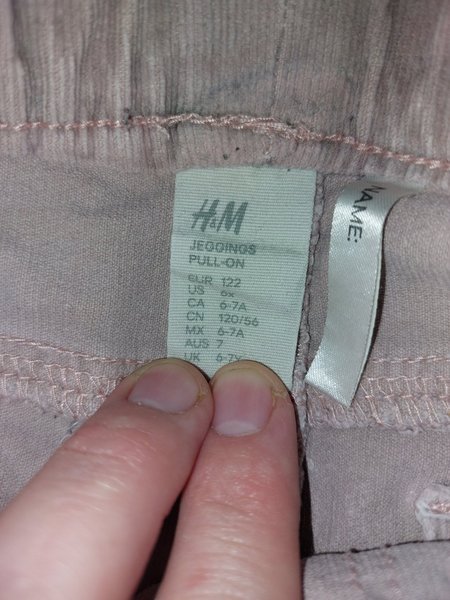 H&M
JEGGINGS
PULL-ON
EUR 122
US 6X
CA 6-7A
CN 120/56
MX 6-7A
AUS 7
UK 6-7Y
NAME: